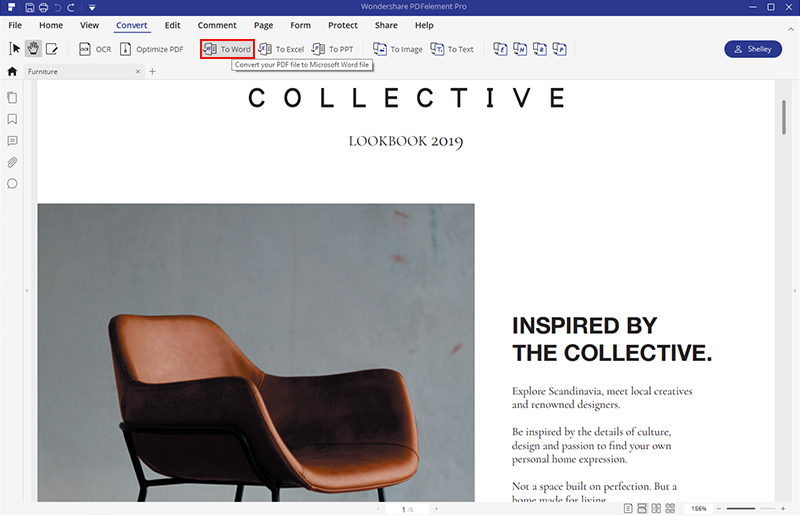 Wondershare PDFelement Pro
File Home View Convert Edit Comment Page Form Protect Share Help
OCR Optimize PDF To Word To Excel To PPT To Image To Text E H R P Shelley
Convert your PDF file to Microsoft Word file
Furniture
COLLECTIVE
LOOKBOOK 2019
INSPIRED BY
THE COLLECTIVE.
Explore Scandinavia, meet local creatives
and renowned designers.
Be inspired by the details of culture,
design and passion to find your own
personal home expression.
Not a space built on perfection. But a
home made for living
1 /5
156%